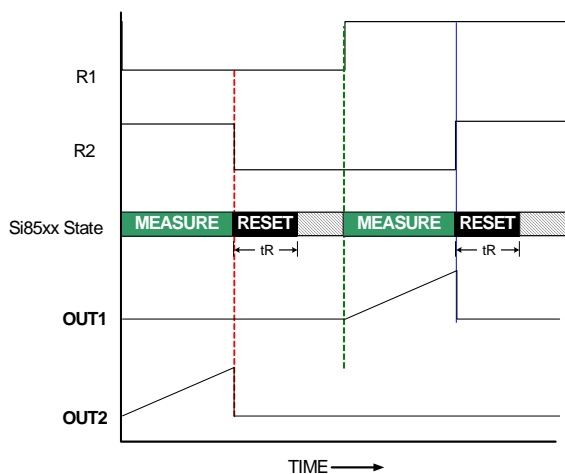 R1
R2
Si85xx State
MEASURE
RESET
MEASURE
RESET
tR
tR
OUT1
OUT2
TIME